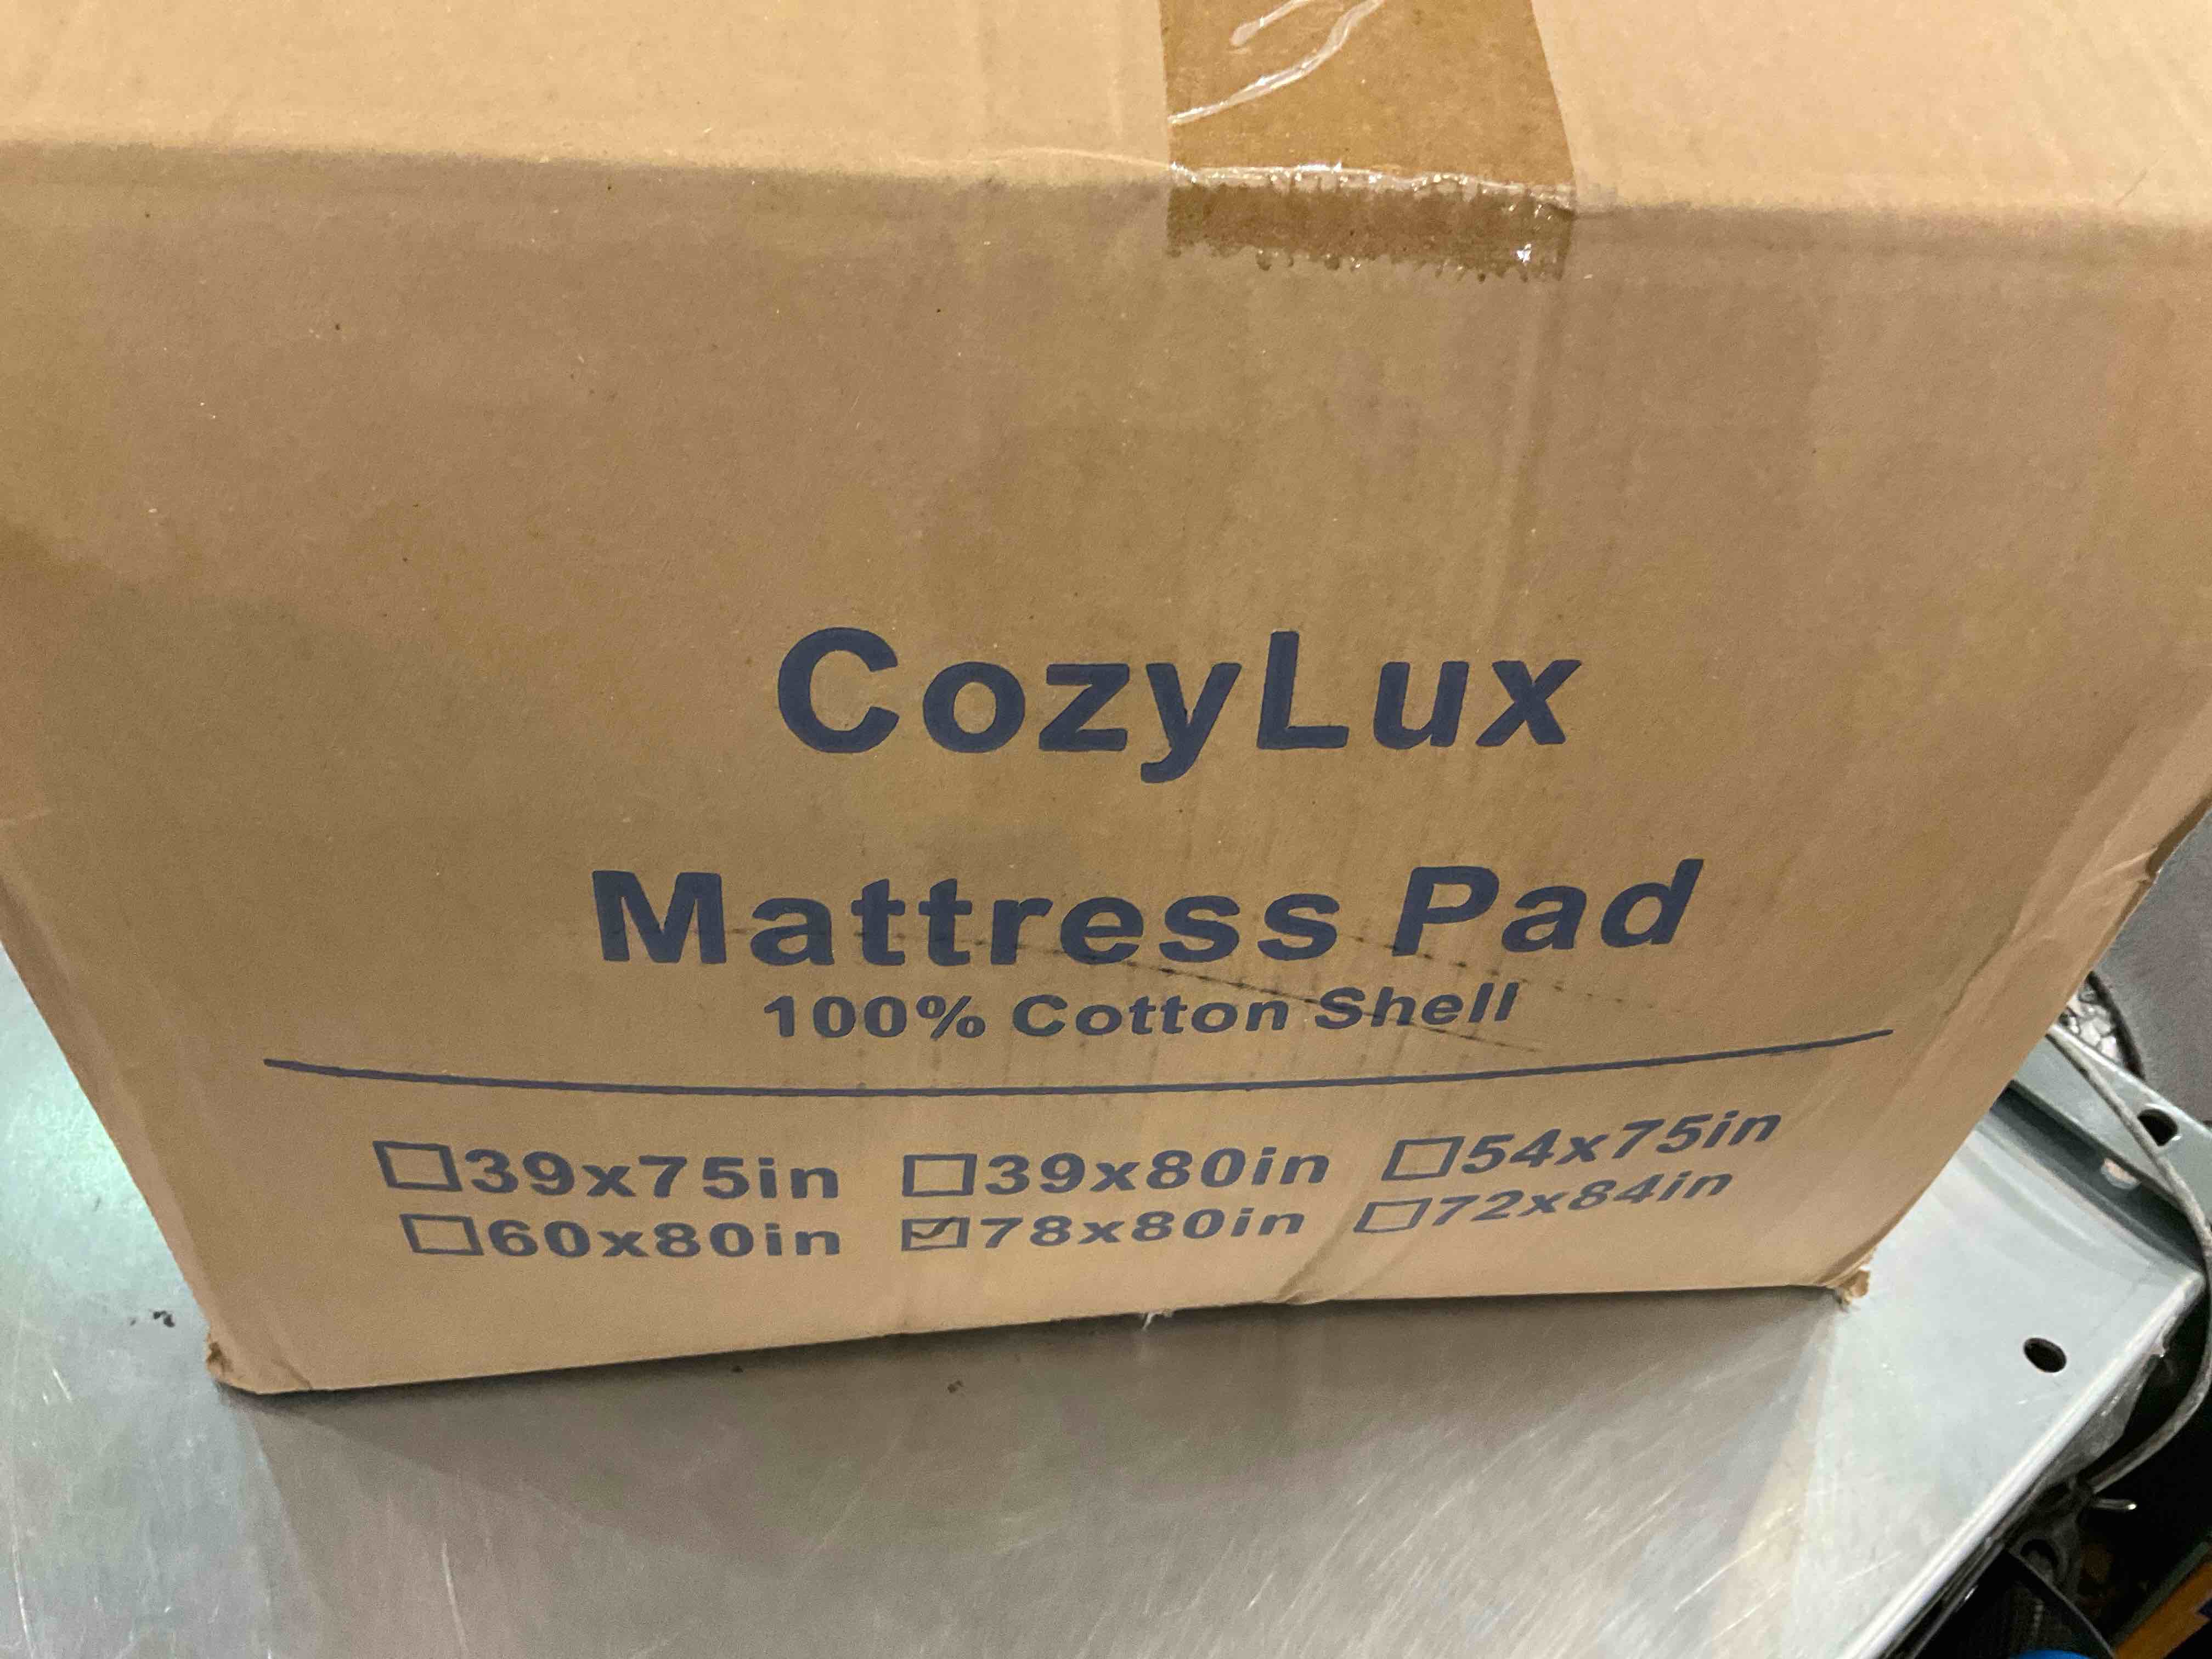 CozyLux
Mattress Pad
100% Cotton Shell
☐39x75in ☐39x80in ☐54x75in
☐60x80in ☑78x80in ☐72x84in